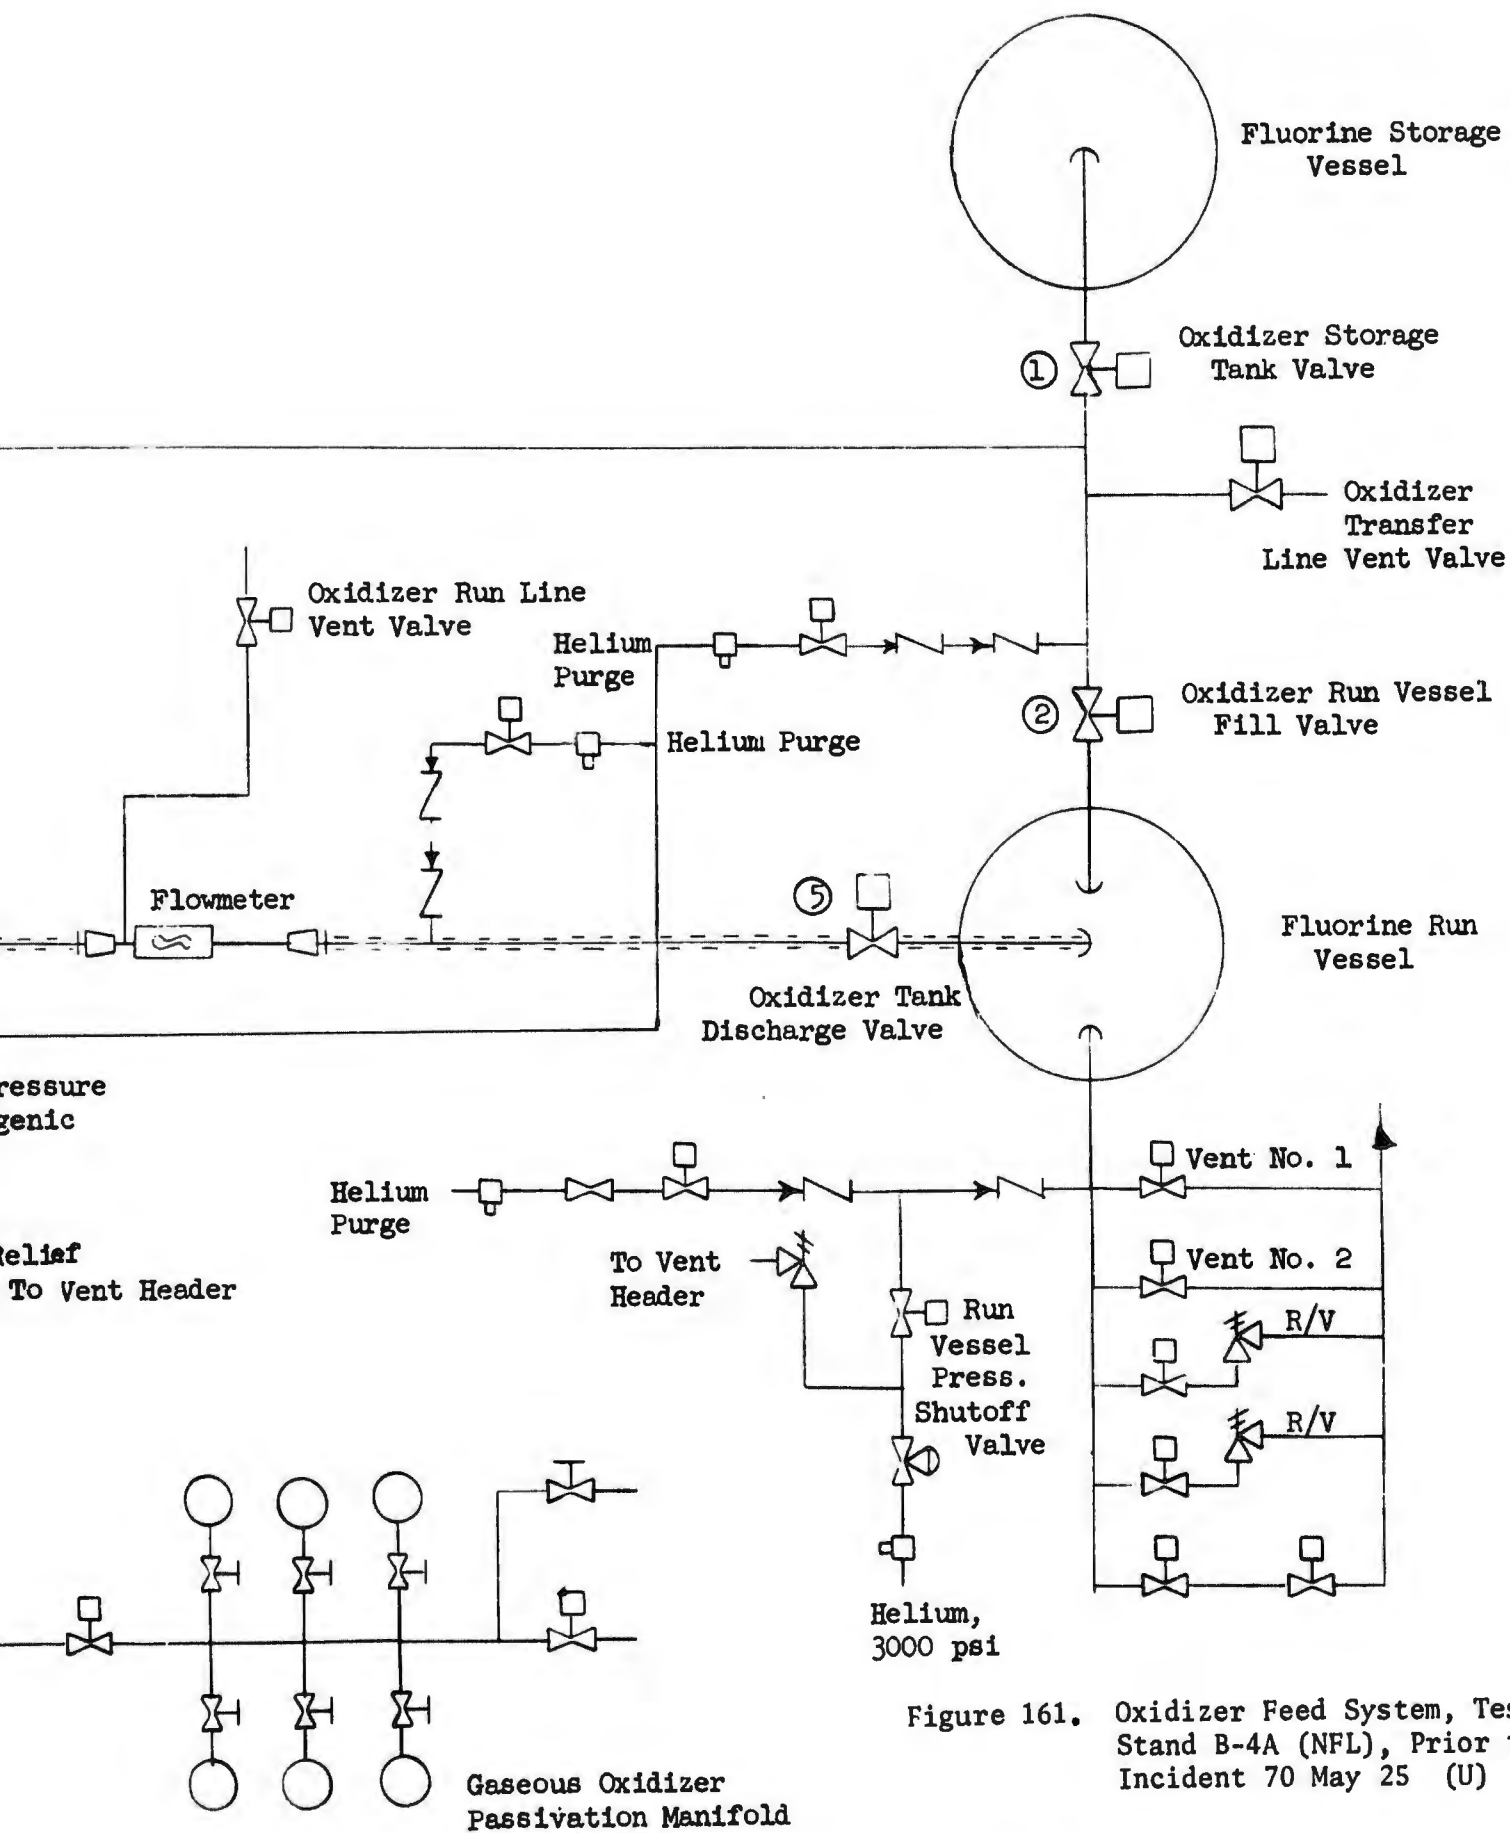 Fluorine Storage
Vessel
①
Oxidizer Storage
Tank Valve
Oxidizer
Transfer
Line Vent Valve
Oxidizer Run Line
Vent Valve
Helium
Purge
②
Oxidizer Run Vessel
Fill Valve
Helium Purge
Flowmeter
⑤
Fluorine Run
Vessel
Oxidizer Tank
Discharge Valve
ressure
genic
Helium
Purge
Vent No. 1
Relief
To Vent Header
To Vent
Header
Vent No. 2
Run
Vessel
Press.
Shutoff
Valve
R/V
R/V
Helium,
3000 psi
Gaseous Oxidizer
Passivation Manifold
Figure 161. Oxidizer Feed System, Tes
Stand B-4A (NFL), Prior
Incident 70 May 25 (U)